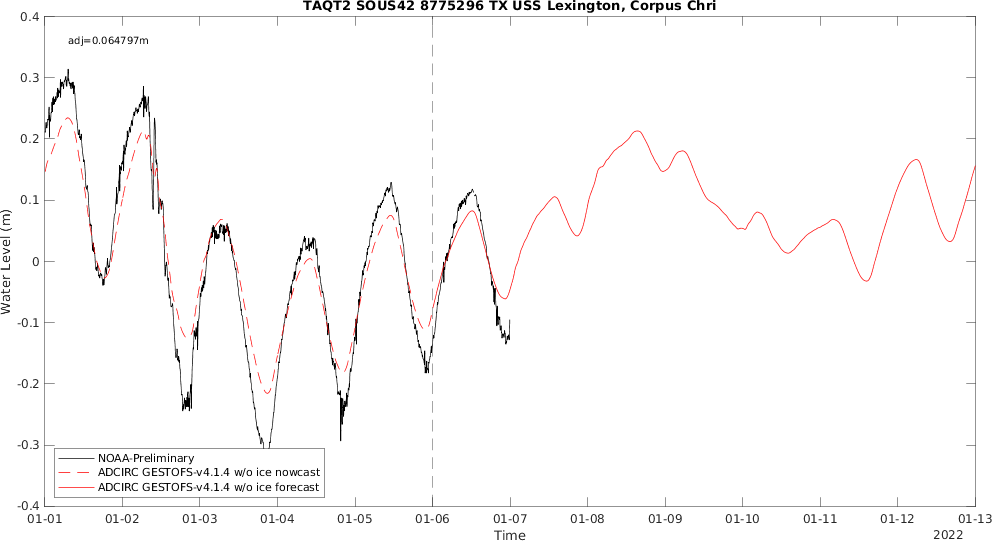 TAQT2 SOUS42 8775296 TX USS Lexington, Corpus Chri
0.4
adj=0.064797m
0.3
0.2
0.1
0
-0.1
-0.2
-0.3
-0.4
Water Level (m)
NOAA-Preliminary
ADCIRC GESTOFS-v4.1.4 w/o ice nowcast
ADCIRC GESTOFS-v4.1.4 w/o ice forecast
01-01 01-02 01-03 01-04 01-05 01-06 01-07 01-08 01-09 01-10 01-11 01-12 01-13
Time
2022